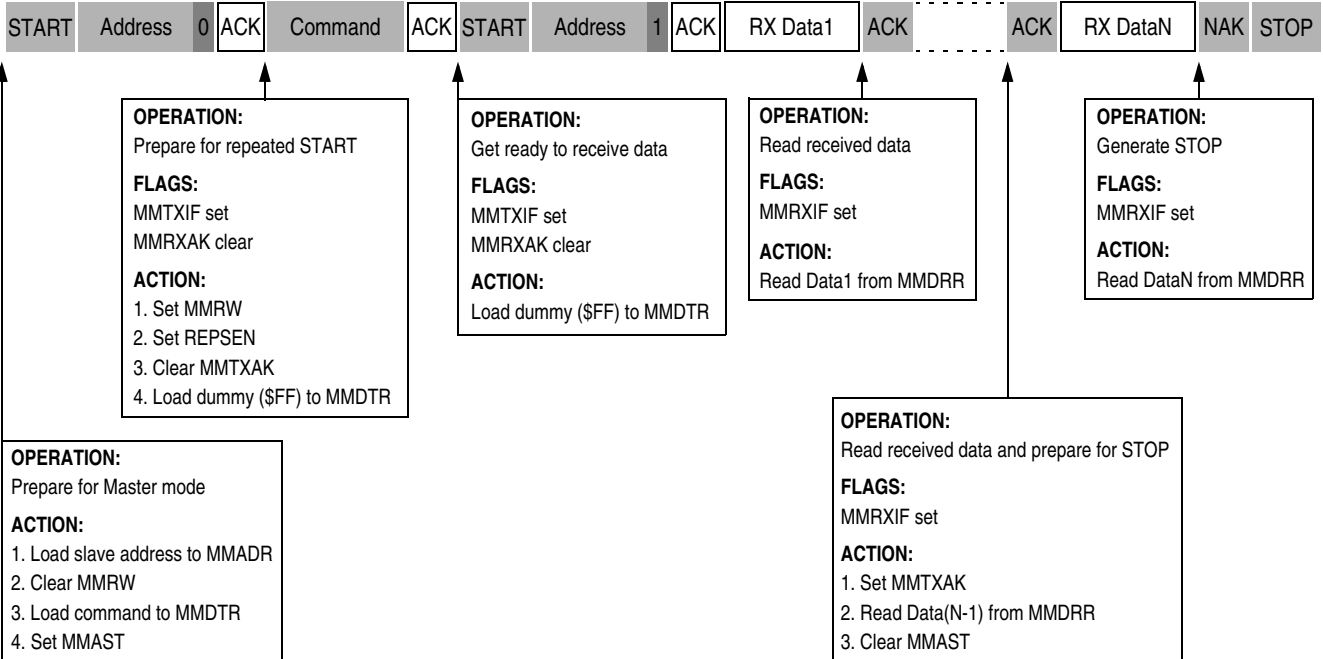 START Address 0 ACK Command ACK START Address 1 ACK RX Data1 ACK ACK RX DataN NAK STOP
OPERATION:
Prepare for repeated START
FLAGS:
MMTXIF set
MMRXAK clear
ACTION:
1. Set MMRW
2. Set REPSEN
3. Clear MMTXAK
4. Load dummy ($FF) to MMDTR
OPERATION:
Get ready to receive data
FLAGS:
MMTXIF set
MMRXAK clear
ACTION:
Load dummy ($FF) to MMDTR
OPERATION:
Read received data
FLAGS:
MMRXIF set
ACTION:
Read Data1 from MMDRR
OPERATION:
Generate STOP
FLAGS:
MMRXIF set
ACTION:
Read DataN from MMDRR
OPERATION:
Prepare for Master mode
ACTION:
1. Load slave address to MMADR
2. Clear MMRW
3. Load command to MMDTR
4. Set MMAST
OPERATION:
Read received data and prepare for STOP
FLAGS:
MMRXIF set
ACTION:
1. Set MMTXAK
2. Read Data(N-1) from MMDRR
3. Clear MMAST